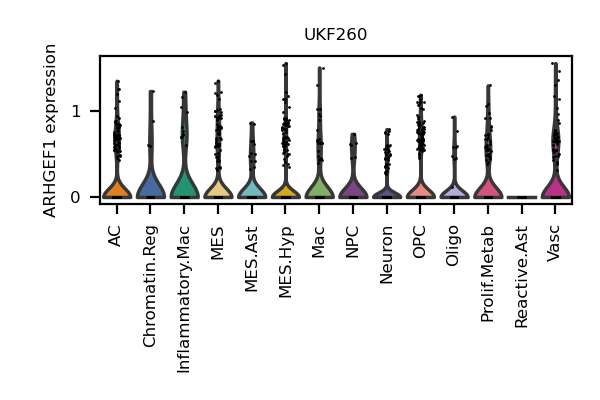 UKF260
ARHGEF1 expression
1
0
AC
Chromatin.Reg
Inflammatory.Mac
MES
MES.Ast
MES.Hyp
Mac
NPC
Neuron
OPC
Oligo
Prolif.Metab
Reactive.Ast
Vasc